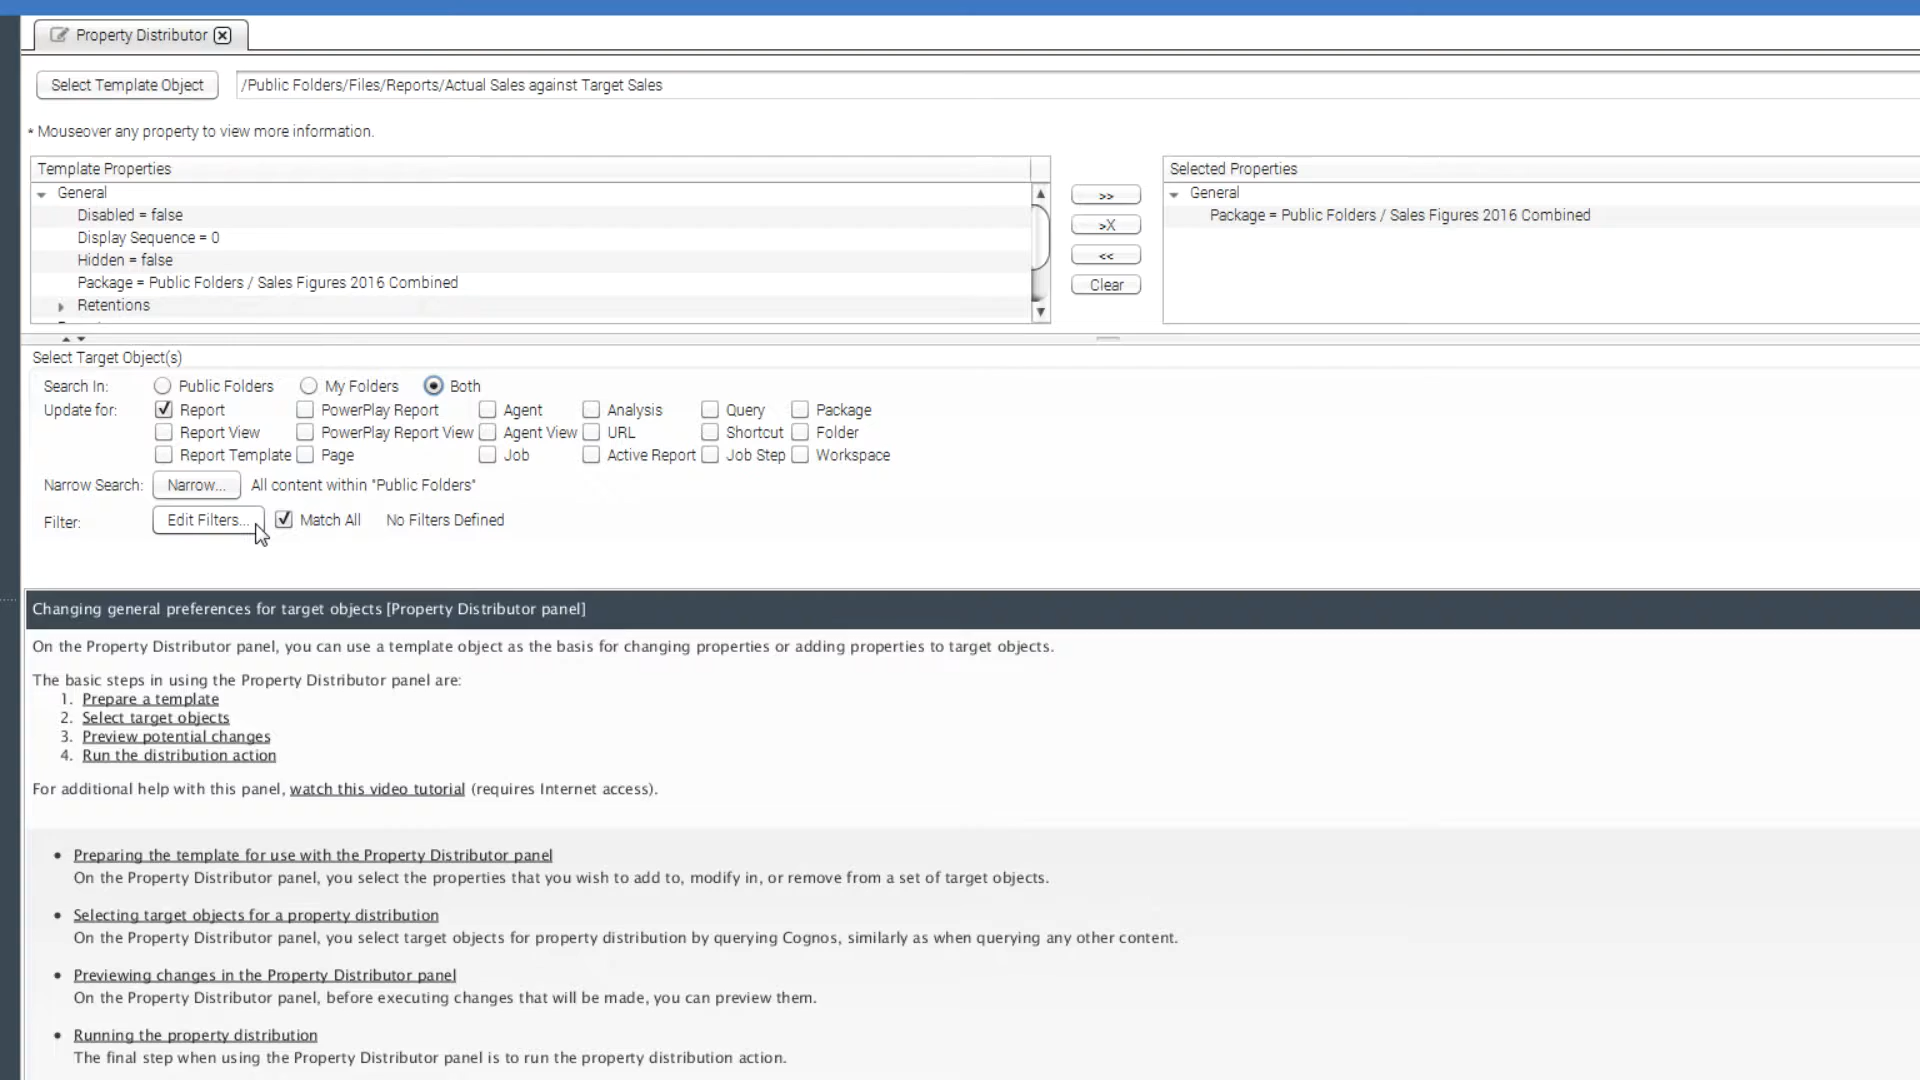 Property Distributor
Select Template Object /Public Folders/Files/Reports/Actual Sales against Target Sales
* Mouseover any property to view more information.
Template Properties
General
Disabled = false
Display Sequence = 0
Hidden = false
Package = Public Folders / Sales Figures 2016 Combined
Retentions
>>
>X
<<
Clear
Selected Properties
General
Package = Public Folders / Sales Figures 2016 Combined
Select Target Object(s)
Search In: Public Folders My Folders Both
Update for: Report PowerPlay Report Agent Analysis Query Package
Report View PowerPlay Report View Agent View URL Shortcut Folder
Report Template Page Job Active Report Job Step Workspace
Narrow Search: Narrow... All content within "Public Folders"
Filter: Edit Filters... Match All No Filters Defined
Changing general preferences for target objects [Property Distributor panel]
On the Property Distributor panel, you can use a template object as the basis for changing properties or adding properties to target objects.
The basic steps in using the Property Distributor panel are:
1. Prepare a template
2. Select target objects
3. Preview potential changes
4. Run the distribution action
For additional help with this panel, watch this video tutorial (requires Internet access).
• Preparing the template for use with the Property Distributor panel
On the Property Distributor panel, you select the properties that you wish to add to, modify in, or remove from a set of target objects.
• Selecting target objects for a property distribution
On the Property Distributor panel, you select target objects for property distribution by querying Cognos, similarly as when querying any other content.
• Previewing changes in the Property Distributor panel
On the Property Distributor panel, before executing changes that will be made, you can preview them.
• Running the property distribution
The final step when using the Property Distributor panel is to run the property distribution action.